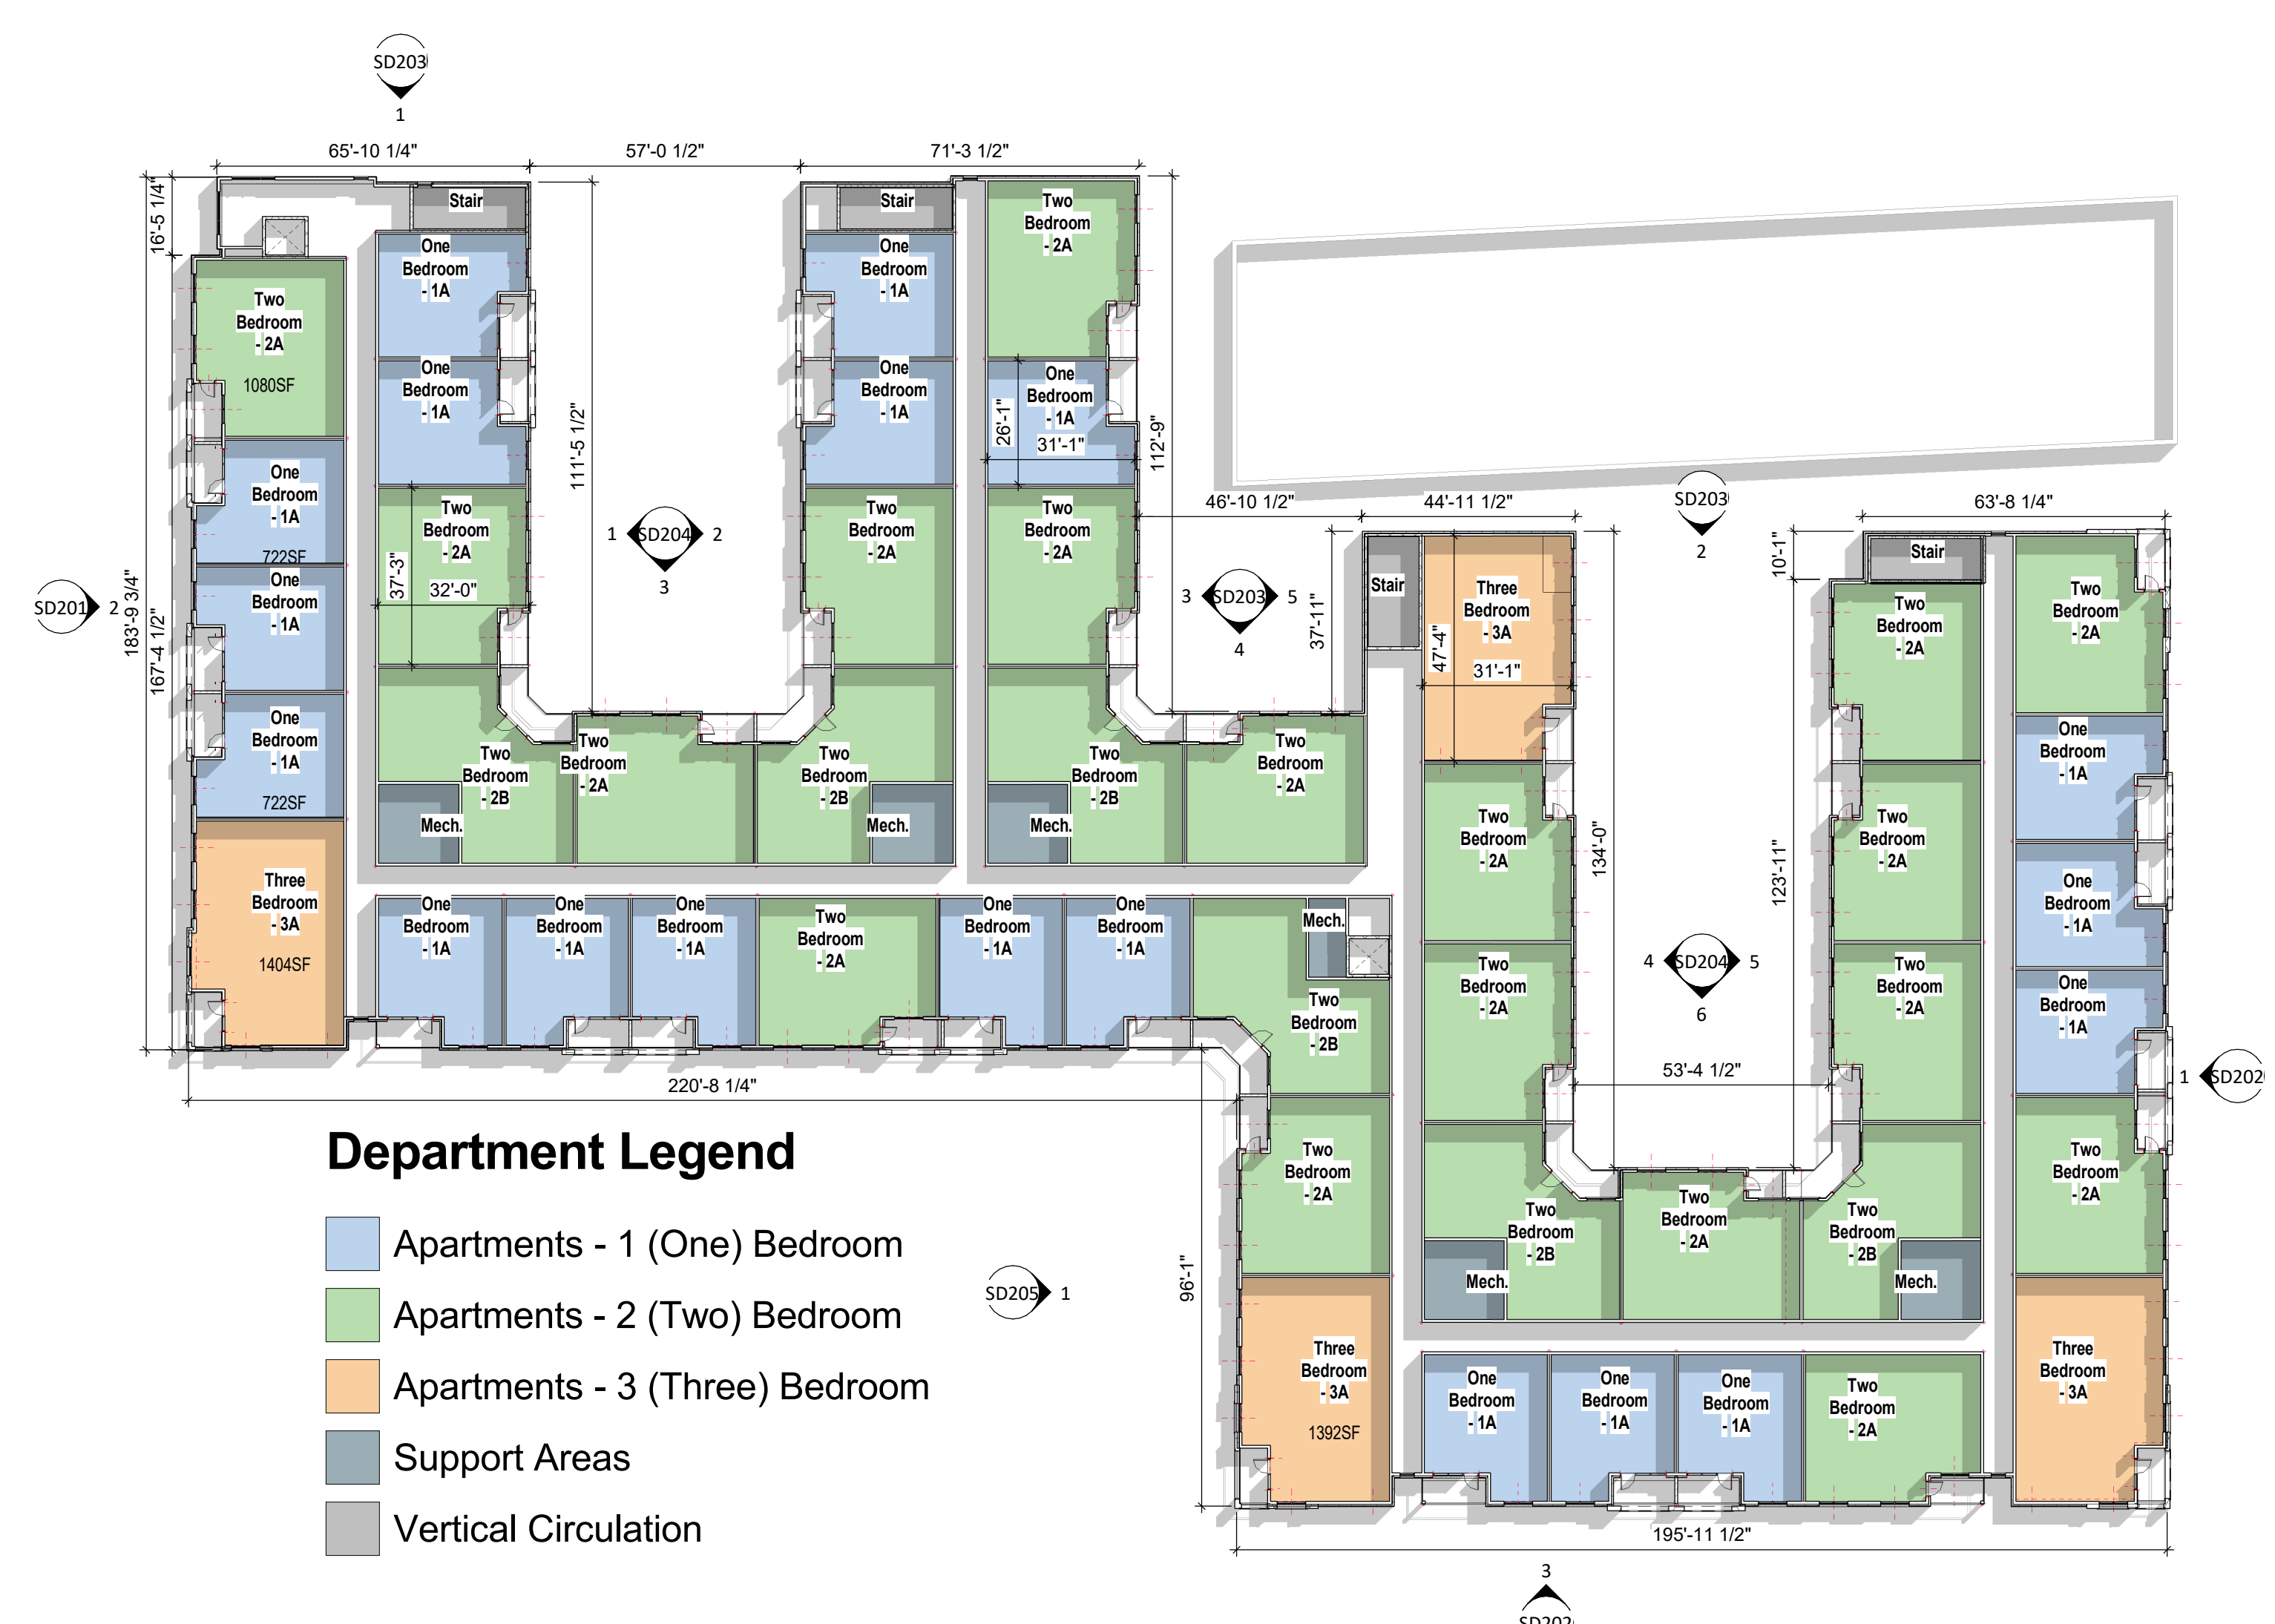 SD203
1
65'-10 1/4"
57'-0 1/2"
71'-3 1/2"
16'-5 1/4"
183'-9 3/4"
167'-4 1/2"
Stair
Stair
Two
Bedroom
- 2A
One
Bedroom
- 1A
One
Bedroom
- 1A
Two
Bedroom
- 2A
1080SF
One
Bedroom
- 1A
One
Bedroom
- 1A
One
Bedroom
- 1A
26'-1"
31'-1"
111'-5 1/2"
112'-9"
One
Bedroom
- 1A
722SF
Two
Bedroom
- 2A
37'-3"
32'-0"
1
SD204
2
3
Two
Bedroom
- 2A
Two
Bedroom
- 2A
46'-10 1/2"
44'-11 1/2"
SD203
2
63'-8 1/4"
SD201
2
One
Bedroom
- 1A
3
SD203
5
4
37'-11"
Stair
Three
Bedroom
- 3A
47'-4"
31'-1"
10'-1"
Stair
Two
Bedroom
- 2A
Two
Bedroom
- 2A
One
Bedroom
- 1A
722SF
Two
Bedroom
- 2B
Two
Bedroom
- 2A
Two
Bedroom
- 2B
Two
Bedroom
- 2B
Two
Bedroom
- 2A
Mech.
Mech.
Mech.
One
Bedroom
- 1A
Two
Bedroom
- 2A
134'-0"
123'-11"
Two
Bedroom
- 2A
Three
Bedroom
- 3A
1404SF
One
Bedroom
- 1A
One
Bedroom
- 1A
One
Bedroom
- 1A
Two
Bedroom
- 2A
One
Bedroom
- 1A
One
Bedroom
- 1A
Mech.
Two
Bedroom
- 2B
Two
Bedroom
- 2A
4
SD204
5
6
Two
Bedroom
- 2A
One
Bedroom
- 1A
One
Bedroom
- 1A
53'-4 1/2"
1
SD202
220'-8 1/4"
Two
Bedroom
- 2A
Two
Bedroom
- 2B
Two
Bedroom
- 2A
Two
Bedroom
- 2B
Two
Bedroom
- 2A
Mech.
Mech.
96'-1"
SD205
1
Three
Bedroom
- 3A
1392SF
One
Bedroom
- 1A
One
Bedroom
- 1A
One
Bedroom
- 1A
Two
Bedroom
- 2A
Three
Bedroom
- 3A
195'-11 1/2"
3
SD202
Department Legend
Apartments - 1 (One) Bedroom
Apartments - 2 (Two) Bedroom
Apartments - 3 (Three) Bedroom
Support Areas
Vertical Circulation